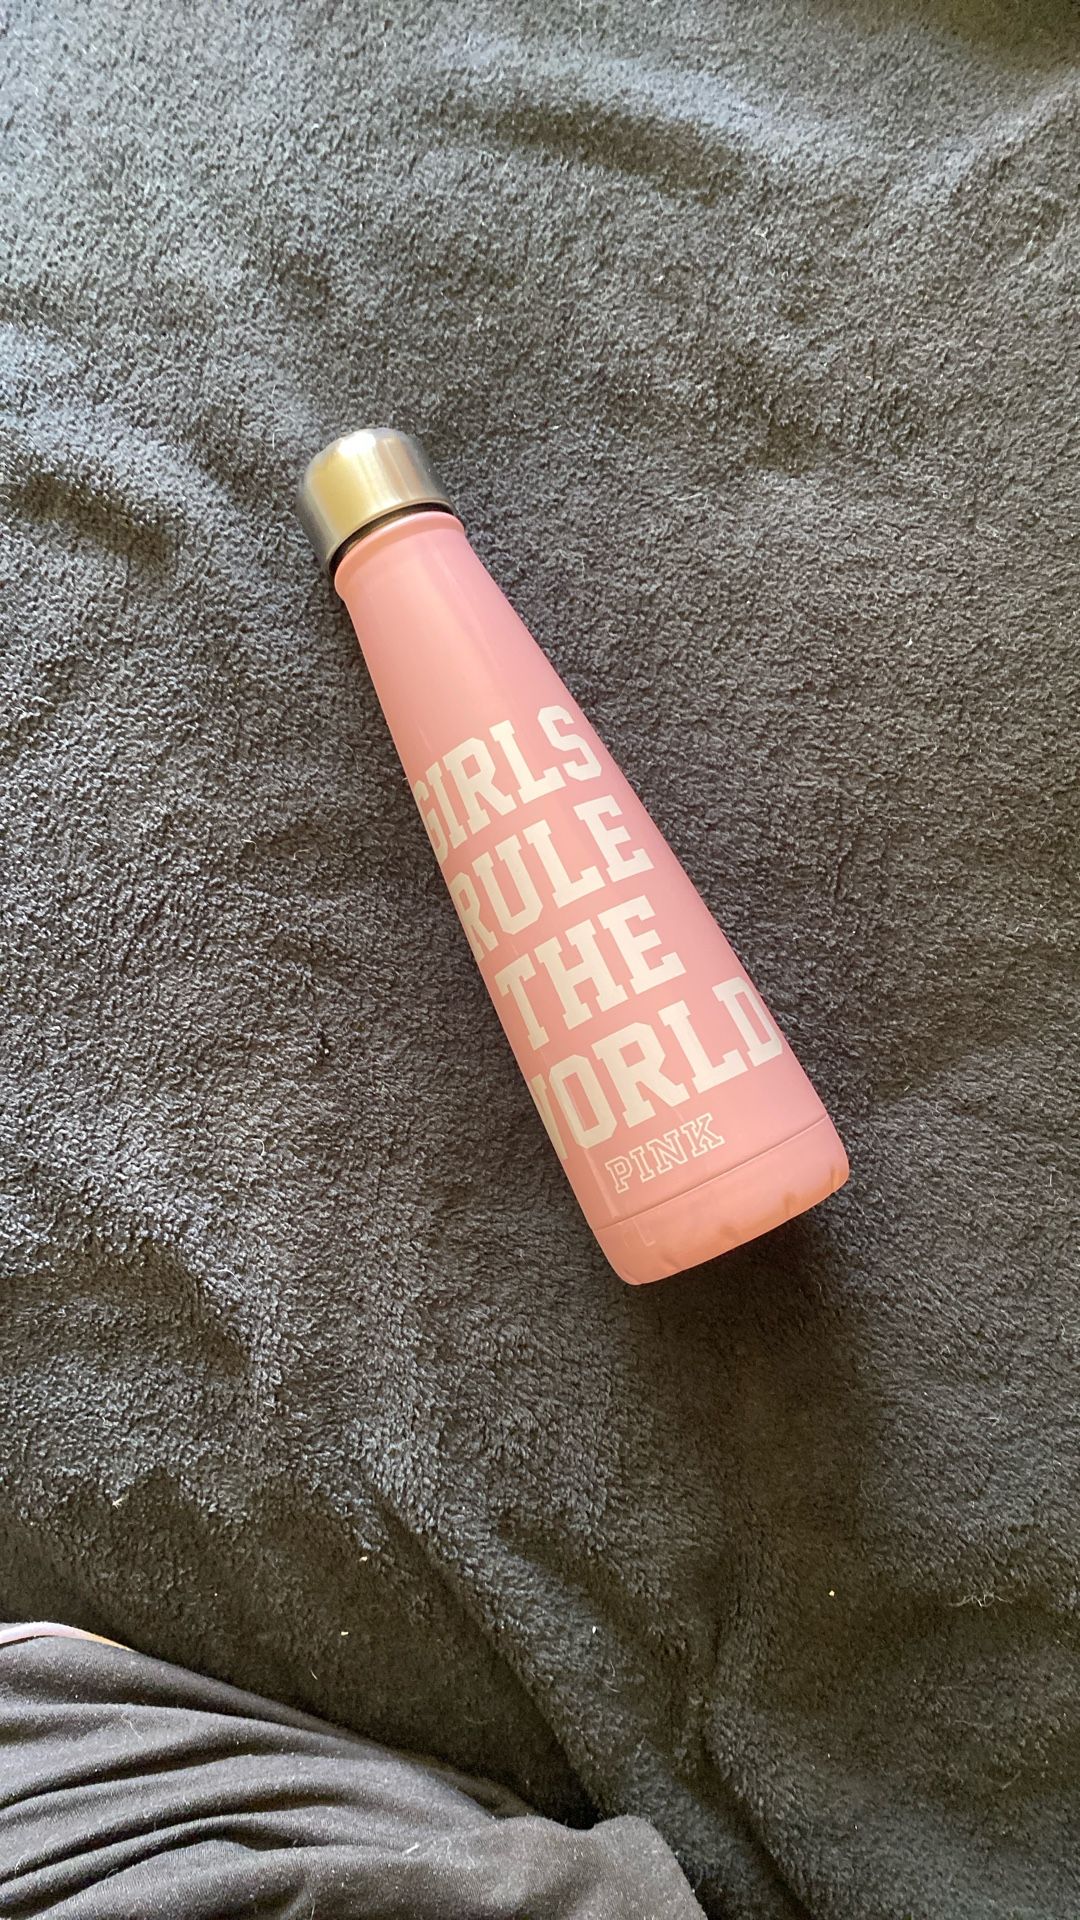 GIRLS
RULE
THE
WORLD
PINK